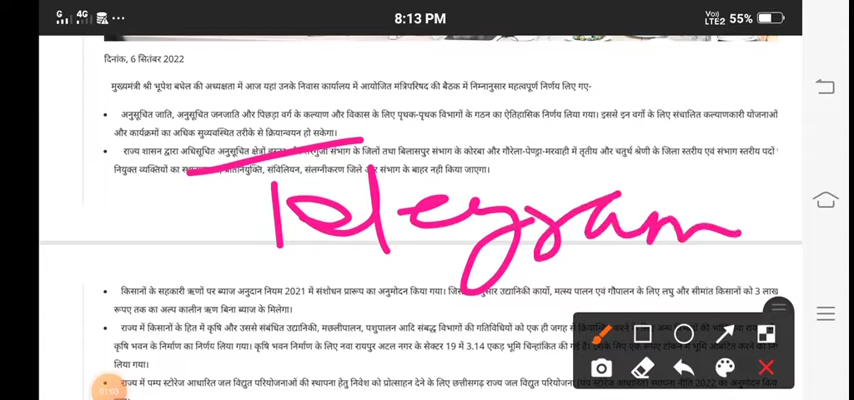 G 4G ... 8:13 PM Vo) LTE2 55%
दिनांक, 6 सितंबर 2022
मुख्यमंत्री श्री भूपेश बघेल की अध्यक्षता में आज यहां उनके निवास कार्यालय में आयोजित मंत्रिपरिषद की बैठक में निम्नानुसार महत्वपूर्ण निर्णय लिए गए-
• अनुसूचित जाति, अनुसूचित जनजाति और पिछड़ा वर्ग के कल्याण और विकास के लिए पृथक-पृथक विभागों के गठन का ऐतिहासिक निर्णय लिया गया। इससे इन वर्गों के लिए संचालित कल्याणकारी योजनाओं
और कार्यक्रमों का अधिक सुव्यवस्थित तरीके से क्रियान्वयन हो सकेगा।
• राज्य शासन द्वारा अधिसूचित अनुसूचित क्षेत्रों संभाग के जिलों तथा बिलासपुर संभाग के कोरबा और गौरेला-पेण्ड्रा-मरवाही में तृतीय और चतुर्थ श्रेणी के जिला स्तरीय एवं संभाग स्तरीय पदों
नियुक्त व्यक्तियों का प्रतिनियुक्ति, संविलियन, संलग्नीकरण जिले और संभाग के बाहर नही किया जाएगा।
Telegram
• किसानों के सहकारी ऋणों पर ब्याज अनुदान नियम 2021 में संशोधन प्रारूप का अनुमोदन किया गया। उद्यानिकी कार्यो, मत्स्य पालन एवं गौपालन के लिए लघु और सीमांत किसानों को 3 लाख
रूपए तक का अल्प कालीन ऋण बिना ब्याज के मिलेगा।
• राज्य में किसानों के हित में कृषि और उससे संबंधित उद्यानिकी, मछलीपालन, पशुपालन आदि संबद्ध विभागों की गतिविधियों को एक ही जगह से
कृषि भवन के निर्माण का निर्णय लिया गया। कृषि भवन निर्माण के लिए नवा रायपुर अटल नगर के सेक्टर 19 में 3.14 एकड़ भूमि चिन्हांकित की गई
लिया गया।
• राज्य में पम्प स्टोरेज आधारित जल विद्युत परियोजनाओं की स्थापना हेतु निवेश को प्रोत्साहन देने के लिए छत्तीसगढ़ राज्य जल विद्युत परियोजना
01:03